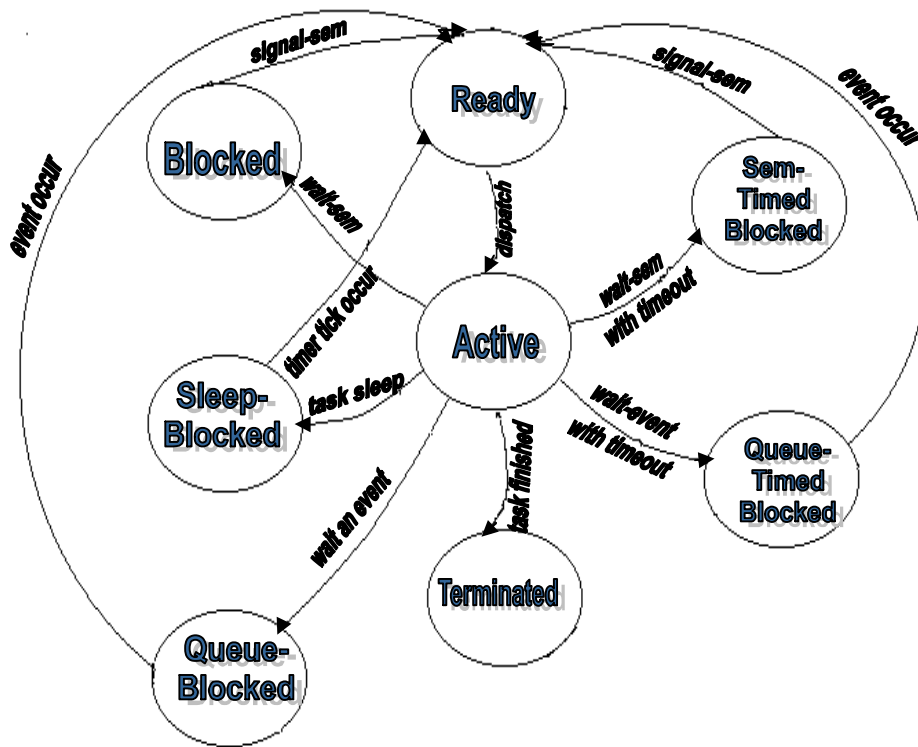 signal-sem
Ready
signal-sem
event occur
event occur
Blocked
wait-sem
dispatch
Sem-
Timed
Blocked
wait-sem
with timeout
timer tick occur
Active
Sleep-
Blocked
task sleep
wait-event
with timeout
Queue-
Timed
Blocked
wait an event
task finished
Terminated
Queue-
Blocked